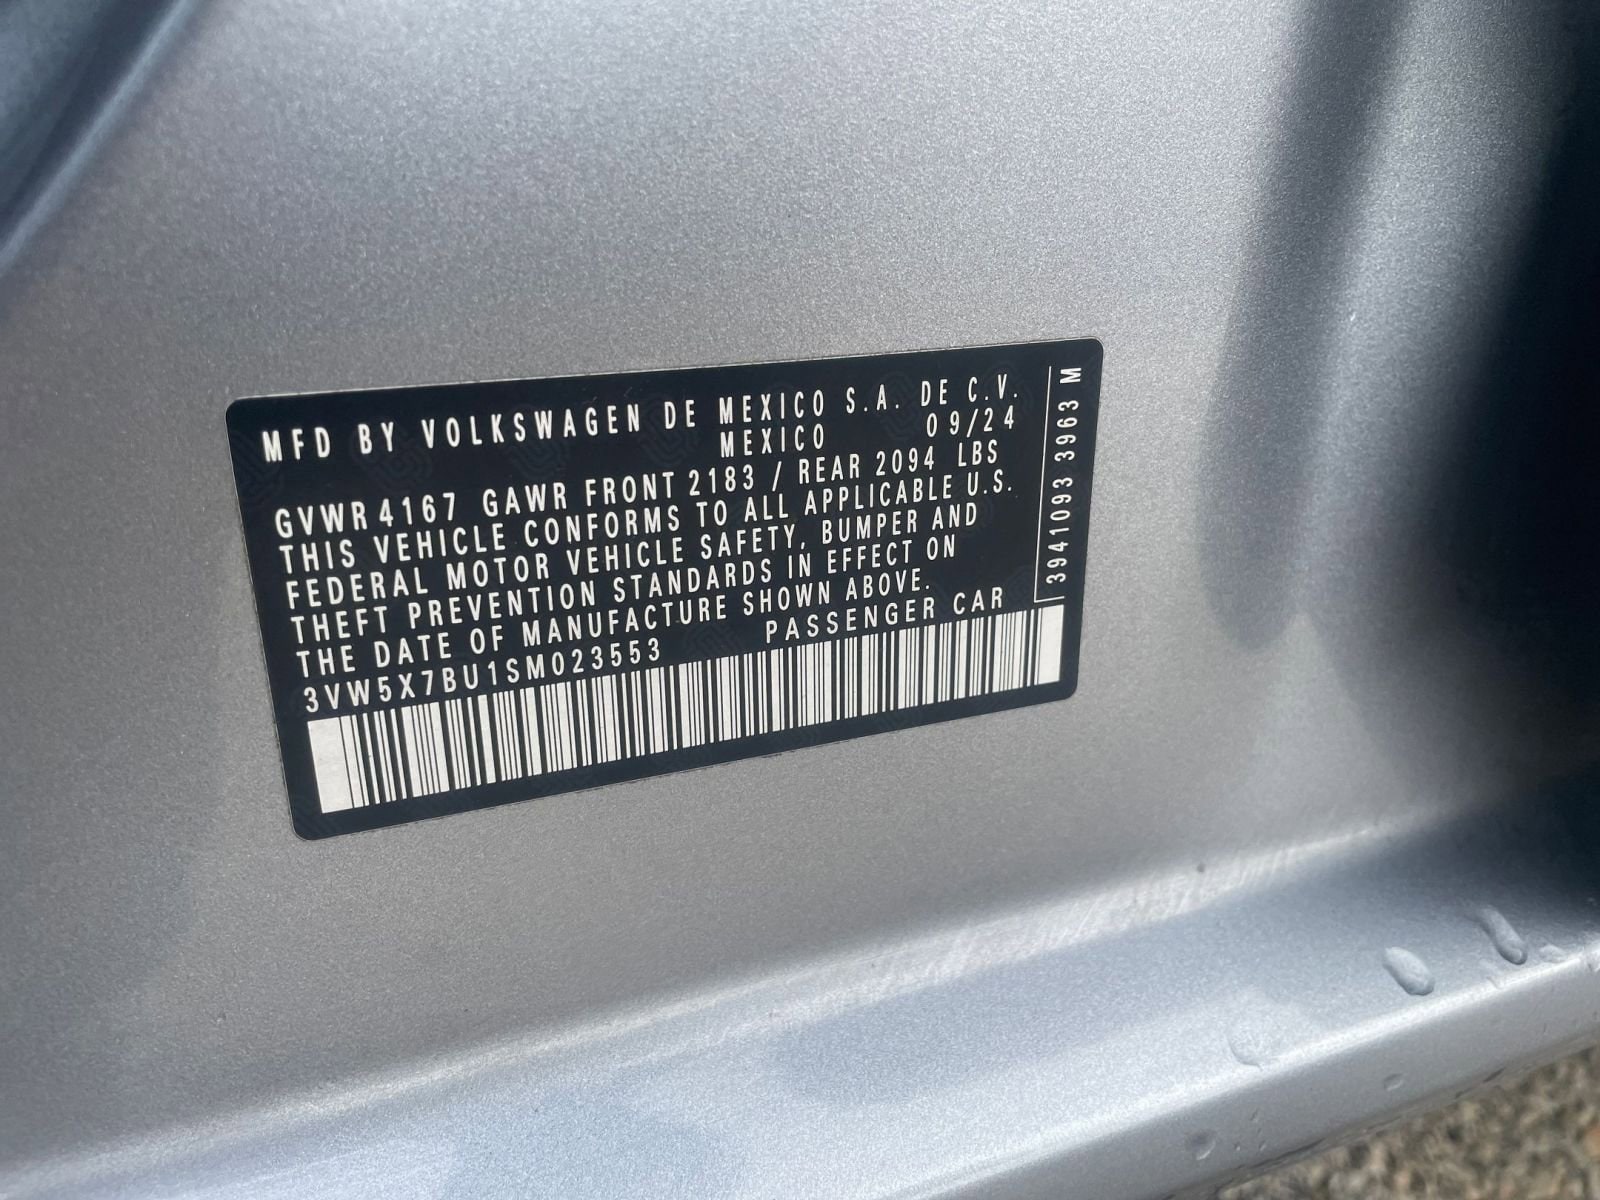 MFD BY VOLKSWAGEN DE MEXICO S.A. DE C.V.
MEXICO 09/24
GVWR 4167 GAWR FRONT 2183 / REAR 2094 LBS
THIS VEHICLE CONFORMS TO ALL APPLICABLE U.S.
FEDERAL MOTOR VEHICLE SAFETY, BUMPER AND
THEFT PREVENTION STANDARDS IN EFFECT ON
THE DATE OF MANUFACTURE SHOWN ABOVE.
3VW5X7BU1SM023553 PASSENGER CAR
3941093 3963 M